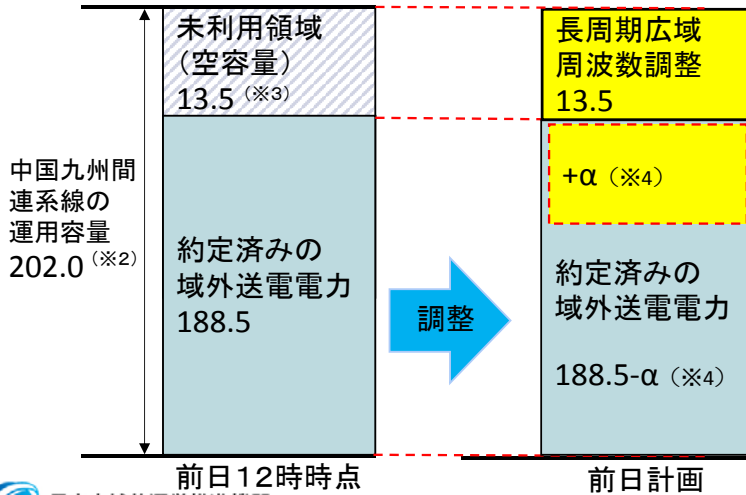 未利用領域
(空容量)
13.5 (※3)
中国九州間
連系線の
運用容量
202.0 (※2)
約定済みの
域外送電電力
188.5
前日12時時点
調整
長周期広域
周波数調整
13.5
+α (※4)
約定済みの
域外送電電力
188.5-α (※4)
前日計画